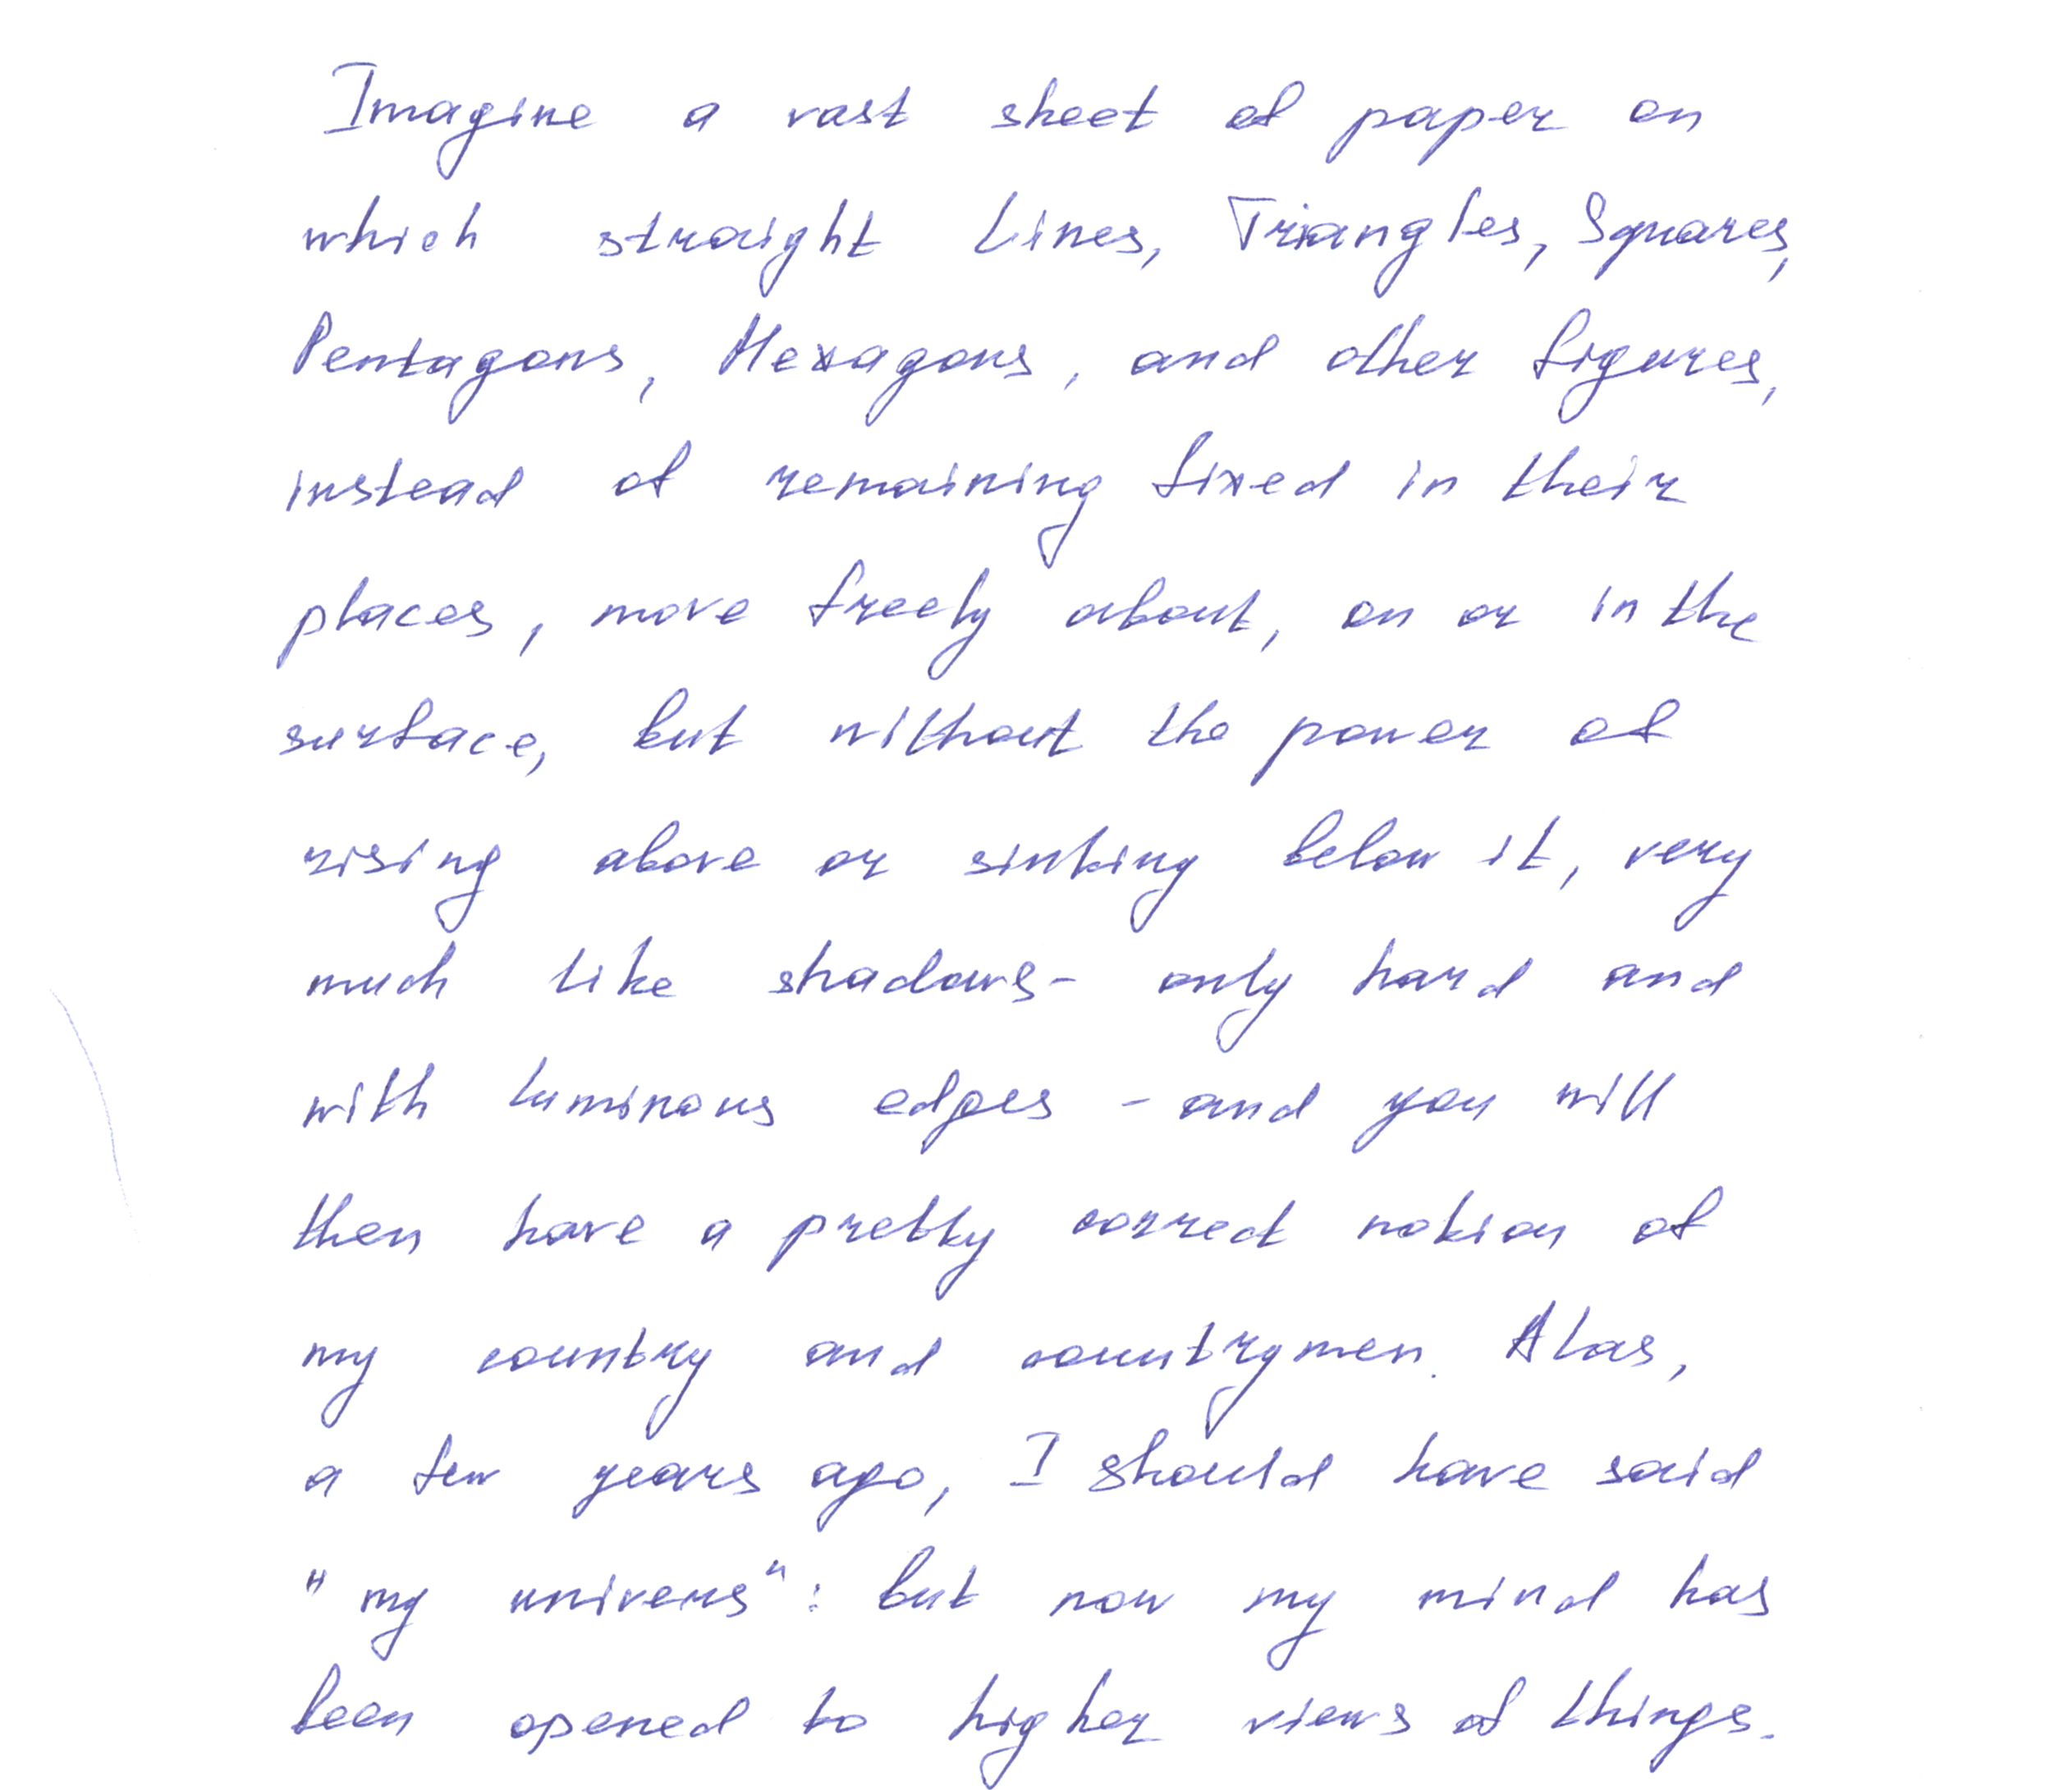 Imagine a vast sheet of paper on
which straight Lines, Triangles, Squares,
Pentagons, Hexagons, and other figures,
instead of remaining fixed in their
places, move freely about, on or in the
surface, but without the power of
rising above or sinking below it, very
much like shadows - only hard and
with luminous edges - and you will
then have a pretty correct notion of
my country and countrymen. Alas,
a few years ago, I should have said
"my univers": but now my mind has
been opened to higher views of things.